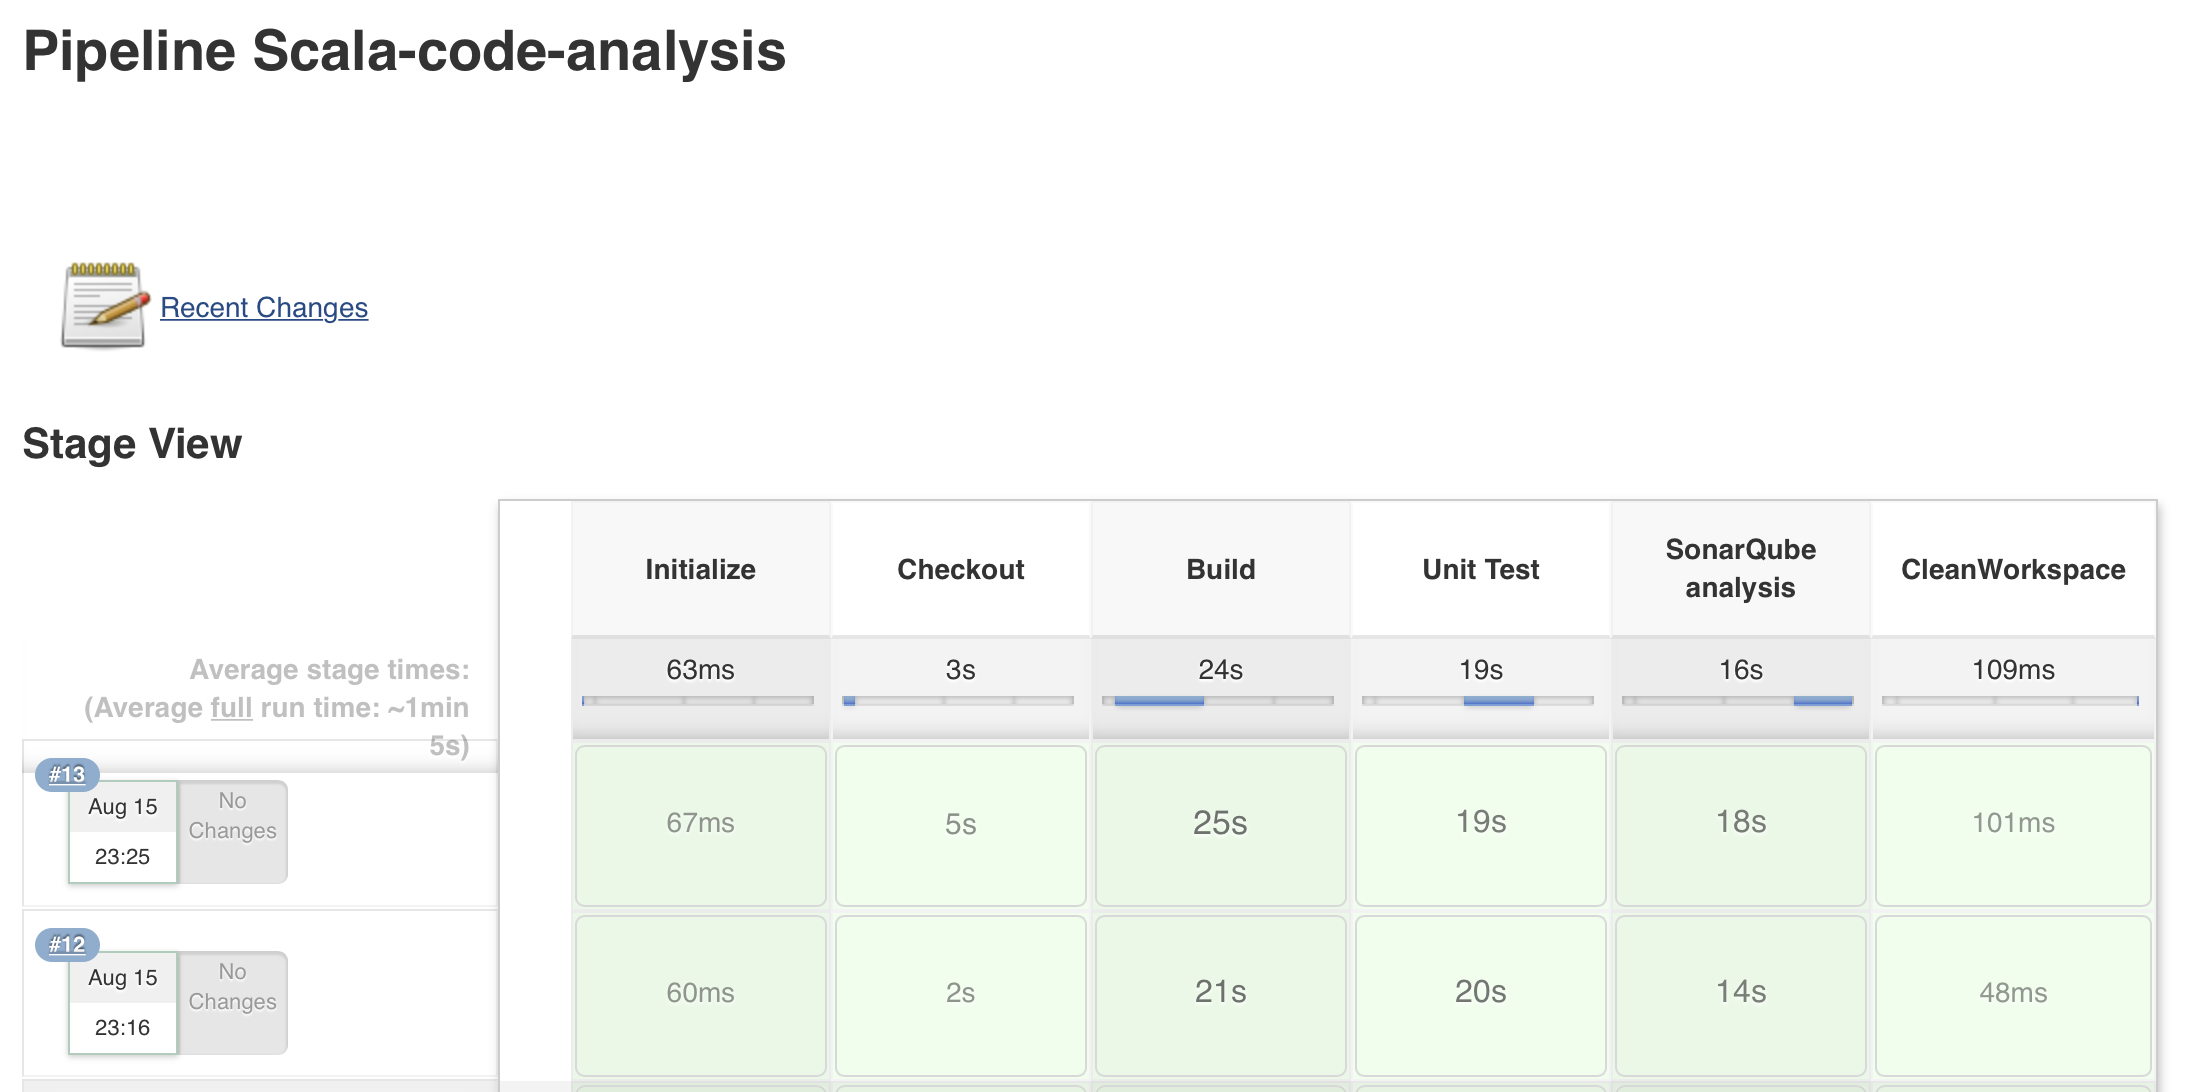 Pipeline Scala-code-analysis
Recent Changes
Stage View
Initialize
Checkout
Build
Unit Test
SonarQube
analysis
CleanWorkspace
Average stage times:
(Average full run time: ~1min
5s)
63ms
3s
24s
19s
16s
109ms
#13
Aug 15
23:25
No
Changes
67ms
5s
25s
19s
18s
101ms
#12
Aug 15
23:16
No
Changes
60ms
2s
21s
20s
14s
48ms